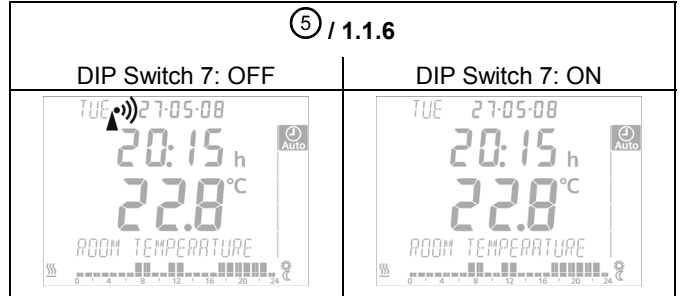 5 / 1.1.6
DIP Switch 7: OFF
DIP Switch 7: ON
TUE 27-05-08
20:15 h
Auto
22.8 °C
ROOM TEMPERATURE
0 4 8 12 16 20 24
TUE 27-05-08
20:15 h
Auto
22.8 °C
ROOM TEMPERATURE
0 4 8 12 16 20 24